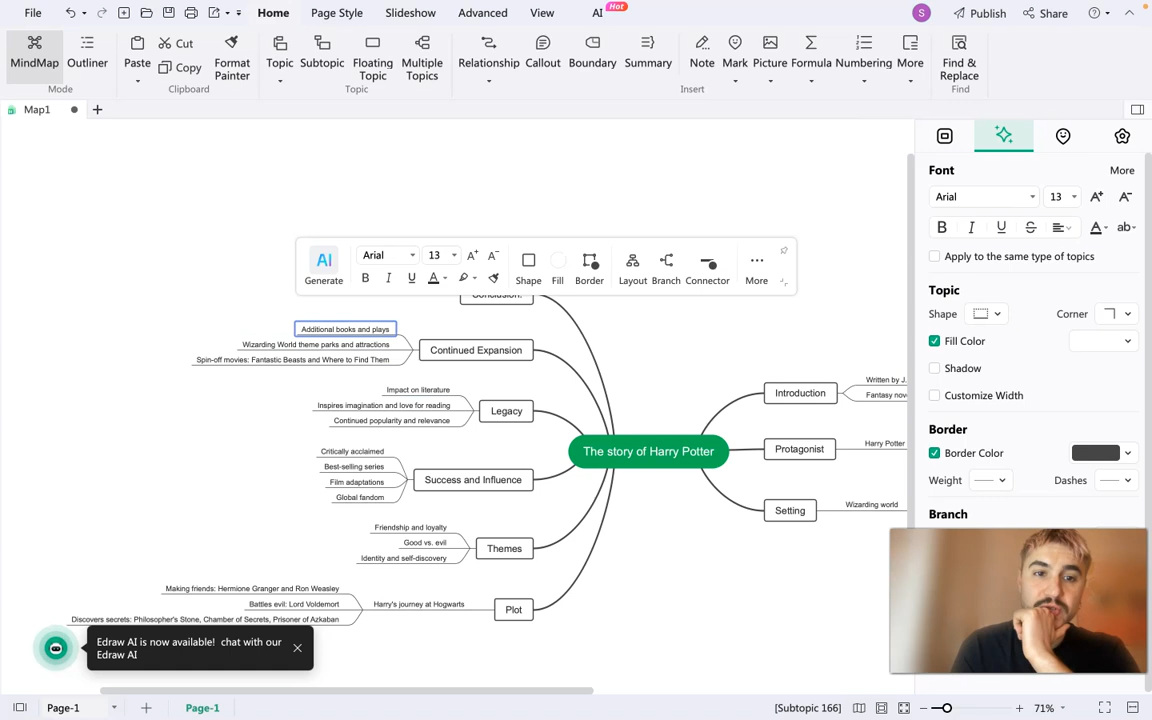 File
Home
Page Style
Slideshow
Advanced
View
AI
Hot
S
Publish
Share
MindMap
Outliner
Mode
Paste
Cut
Copy
Format Painter
Clipboard
Topic
Subtopic
Floating Topic
Multiple Topics
Topic
Relationship
Callout
Boundary
Summary
Note
Mark
Picture
Formula
Numbering
More
Insert
Find & Replace
Find
Map1
AI
Generate
Arial
13
A+
A-
B
I
U
A
Shape
Fill
Border
Layout
Branch
Connector
More
Conclusion.
Additional books and plays
Wizarding World theme parks and attractions
Spin-off movies: Fantastic Beasts and Where to Find Them
Continued Expansion
Impact on literature
Inspires imagination and love for reading
Continued popularity and relevance
Legacy
Critically acclaimed
Best-selling series
Film adaptations
Global fandom
Success and Influence
Friendship and loyalty
Good vs. evil
Identity and self-discovery
Themes
Making friends: Hermione Granger and Ron Weasley
Battles evil: Lord Voldemort
Discovers secrets: Philosopher's Stone, Chamber of Secrets, Prisoner of Azkaban
Harry's journey at Hogwarts
Plot
The story of Harry Potter
Introduction
Written by J.
Fantasy nov
Protagonist
Harry Potter
Setting
Wizarding world
Font
More
Arial
13
A+
A-
B
I
U
S
A
ab
Apply to the same type of topics
Topic
Shape
Corner
Fill Color
Shadow
Customize Width
Border
Border Color
Weight
Dashes
Branch
Edraw AI is now available! chat with our
Edraw AI
Page-1
Page-1
[Subtopic 166]
71%